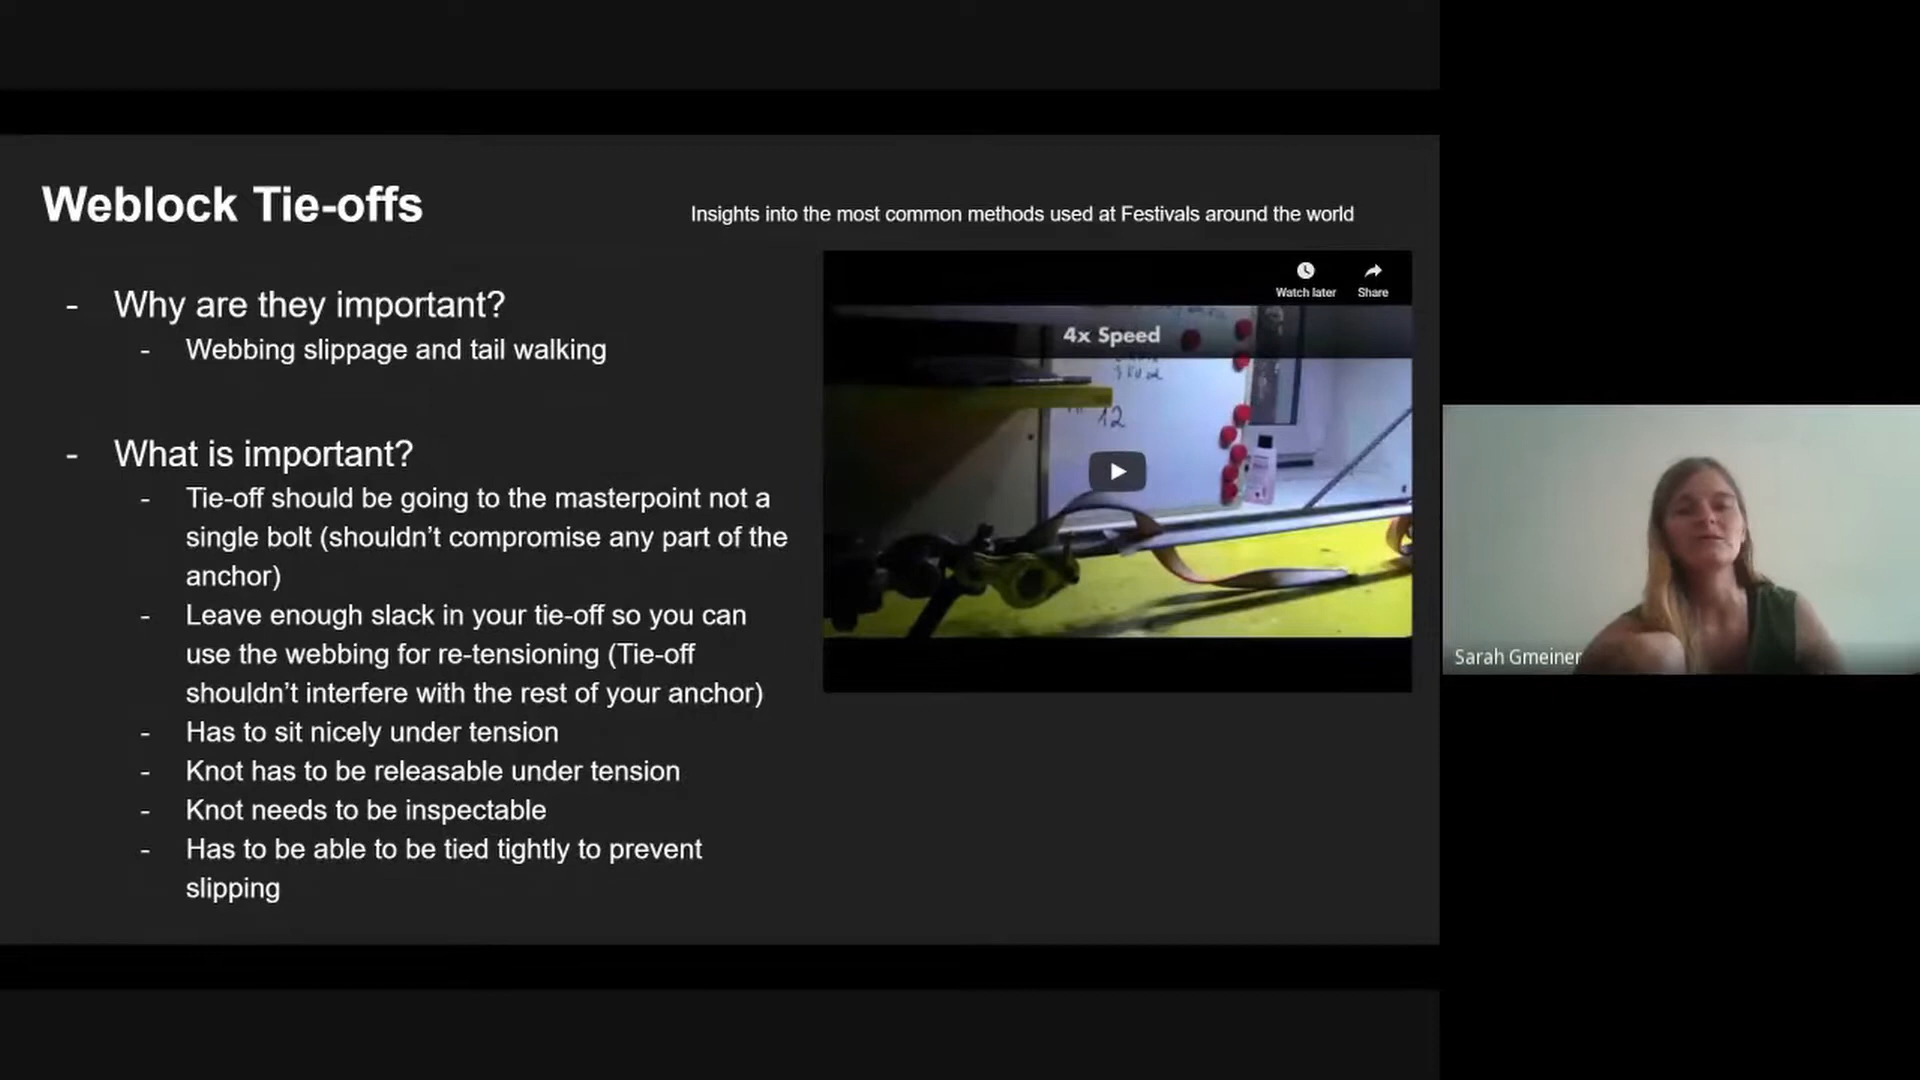 Weblock Tie-offs
Insights into the most common methods used at Festivals around the world
- Why are they important?
- Webbing slippage and tail walking
- What is important?
- Tie-off should be going to the masterpoint not a
single bolt (shouldn't compromise any part of the
anchor)
- Leave enough slack in your tie-off so you can
use the webbing for re-tensioning (Tie-off
shouldn't interfere with the rest of your anchor)
- Has to sit nicely under tension
- Knot has to be releasable under tension
- Knot needs to be inspectable
- Has to be able to be tied tightly to prevent
slipping
Watch later
Share
4x Speed
12
Sarah Gmeiner